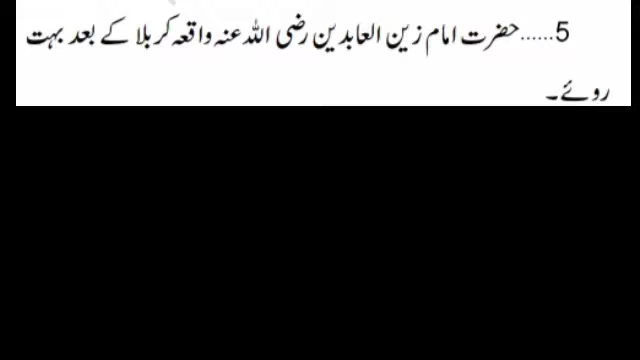 5......حضرت امام زین العابدین رضی اللہ عنہ واقعہ کربلا کے بعد بہت
روئے۔